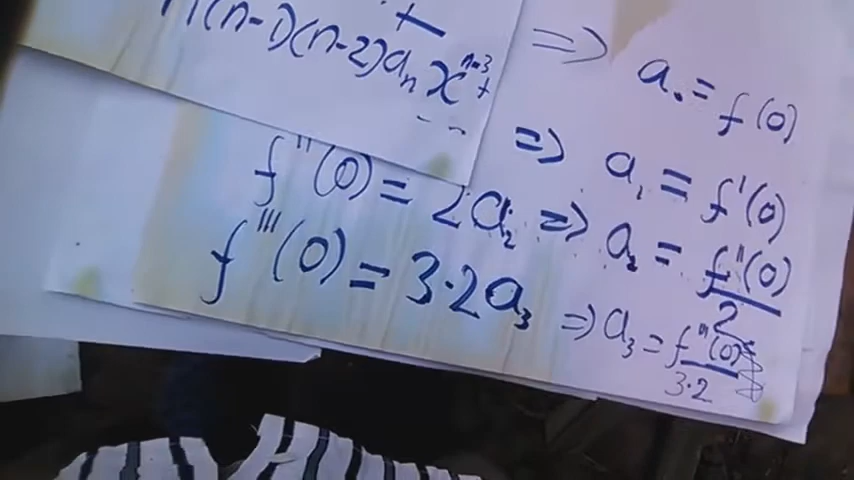 n(n-1)(n-2)aₙxⁿ⁻³ +
+
---
⇒ a₀ = f(0)
⇒ a₁ = f'(0)
f''(0) = 2a₂ ⇒ a₂ = f''(0)/2
f'''(0) = 3·2a₃ ⇒ a₃ = f'''(0)/3·2